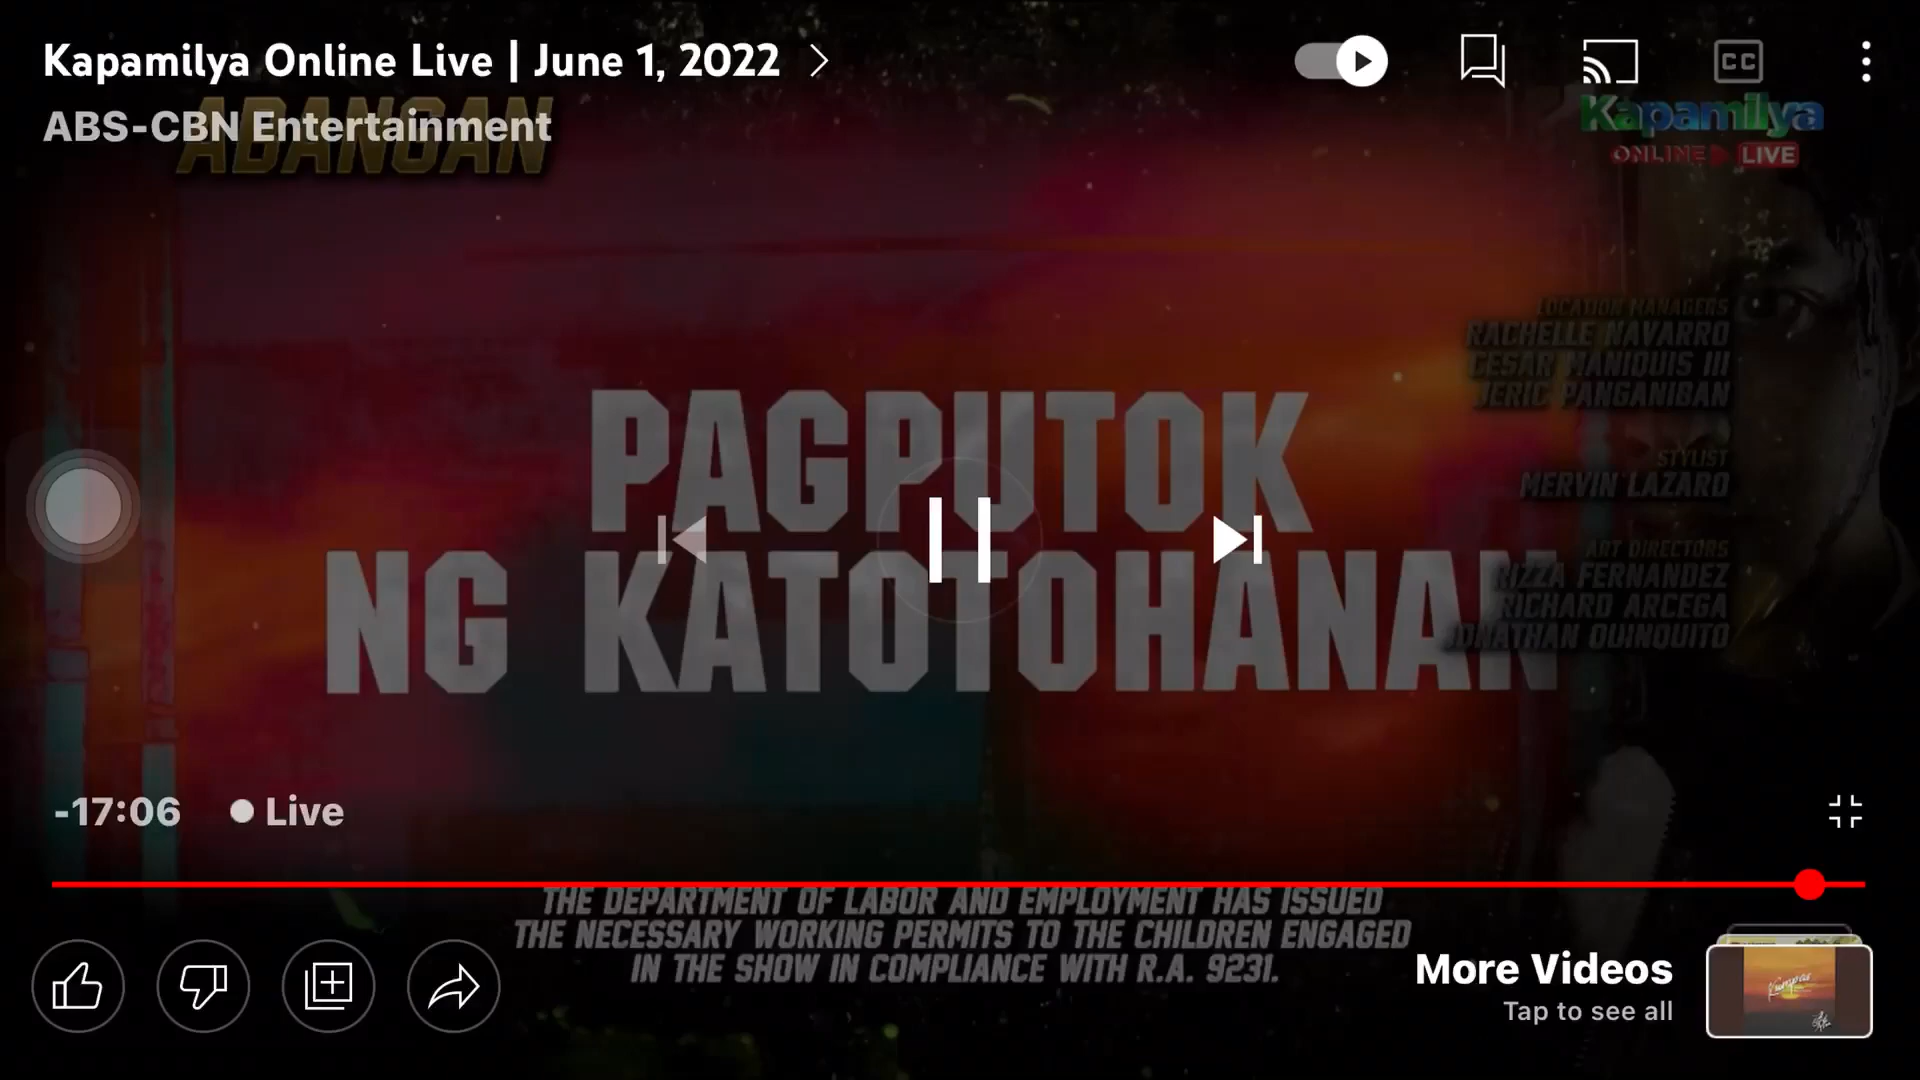 Kapamilya Online Live | June 1, 2022
ABS-CBN Entertainment
CC
ABANGAN
Kapamilya
ONLINE LIVE
LOCATION MANAGERS
RACHELLE NAVARRO
CESAR MANIQUIS III
JERIC PANGANIBAN
STYLIST
MERVIN LAZARO
ART DIRECTORS
RIZZA FERNANDEZ
RICHARD ARCEGA
JONATHAN QUINQUITO
PAGPUTOK
NG KATOTOHANAN
-17:06
Live
THE DEPARTMENT OF LABOR AND EMPLOYMENT HAS ISSUED
THE NECESSARY WORKING PERMITS TO THE CHILDREN ENGAGED
IN THE SHOW IN COMPLIANCE WITH R.A. 9231.
More Videos
Tap to see all